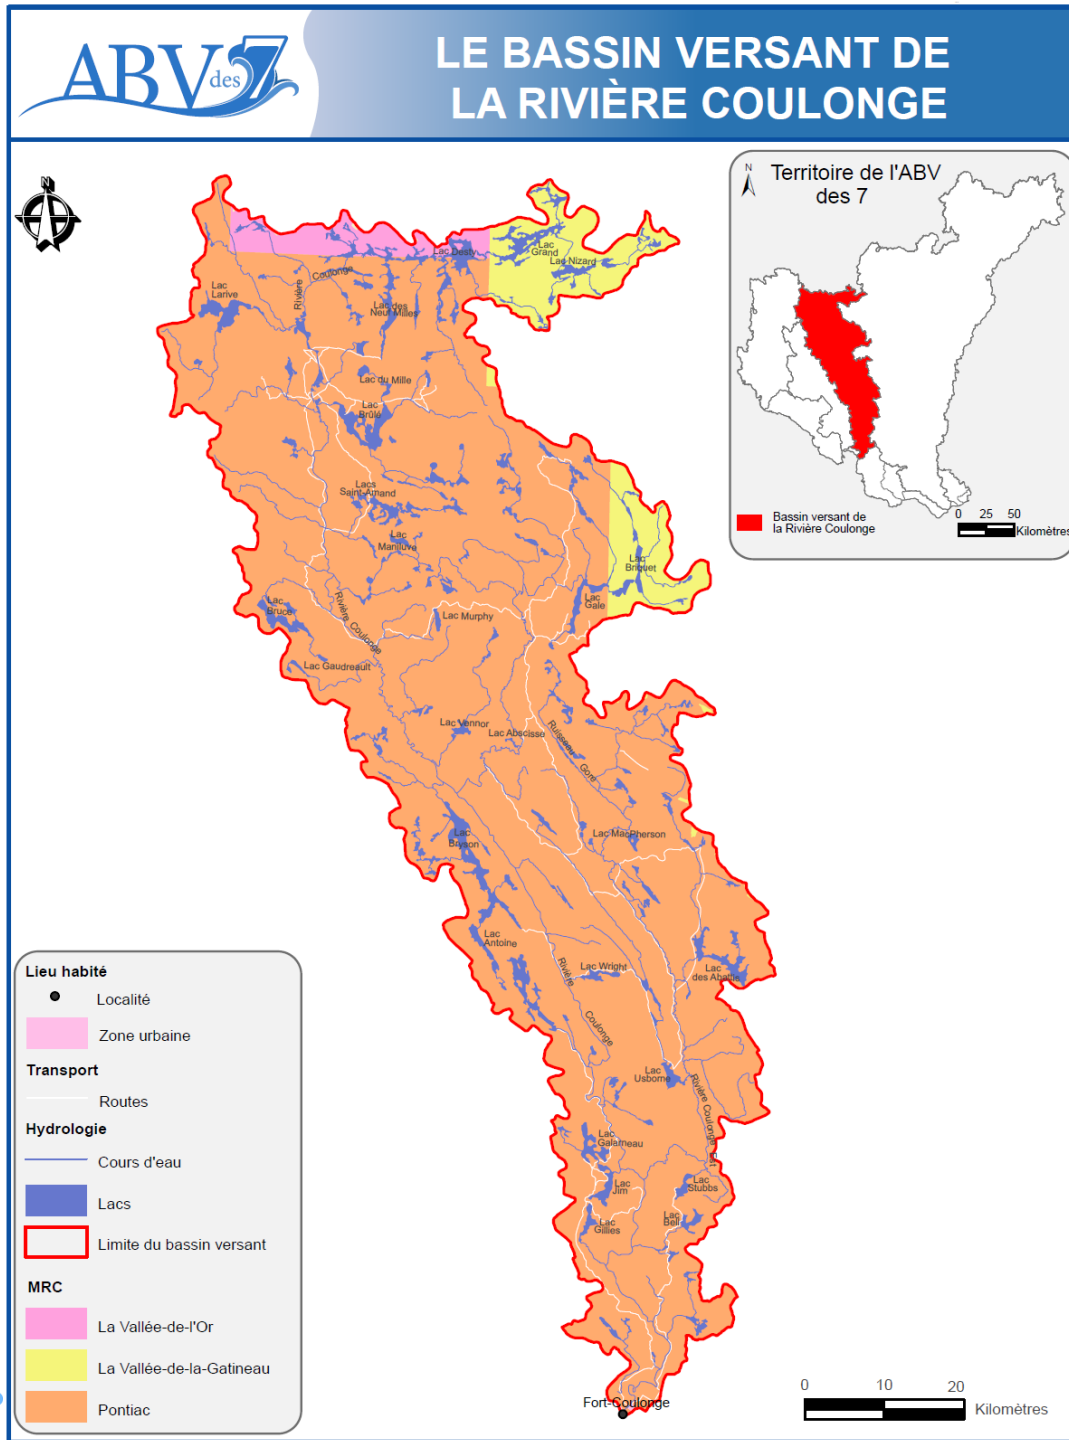 ABV des 7
LE BASSIN VERSANT DE
LA RIVIÈRE COULONGE
N
N
Territoire de l'ABV
des 7
Bassin versant de
la Rivière Coulonge
0 25 50
Kilomètres
Lac Desty
Lac
Grand
Lac Nizard
Coulonge
Rivière
Lac
Larive
Lac des
Neuf Milles
Lac du Mille
Lac
Brûlé
Lacs
Saint-Amand
Lac
Maniluve
Lac
Briquet
Lac
Gale
Lac
Bruce
Rivière Coulonge
Lac Murphy
Lac Gaudreault
Lac Vennor
Lac Abscisse
Ruisseau Gore
Lac
Bryson
Lac MacPherson
Lac
Antoine
Rivière
Coulonge
Lac Wright
Lac
des Abattis
Lac
Usborne
Rivière Coulonge Est
Lac
Galarneau
Lac
Jim
Lac
Stubbs
Lac
Gillies
Lac
Bell
Fort-Coulonge
Lieu habité
Localité
Zone urbaine
Transport
Routes
Hydrologie
Cours d'eau
Lacs
Limite du bassin versant
MRC
La Vallée-de-l'Or
La Vallée-de-la-Gatineau
Pontiac
0 10 20
Kilomètres